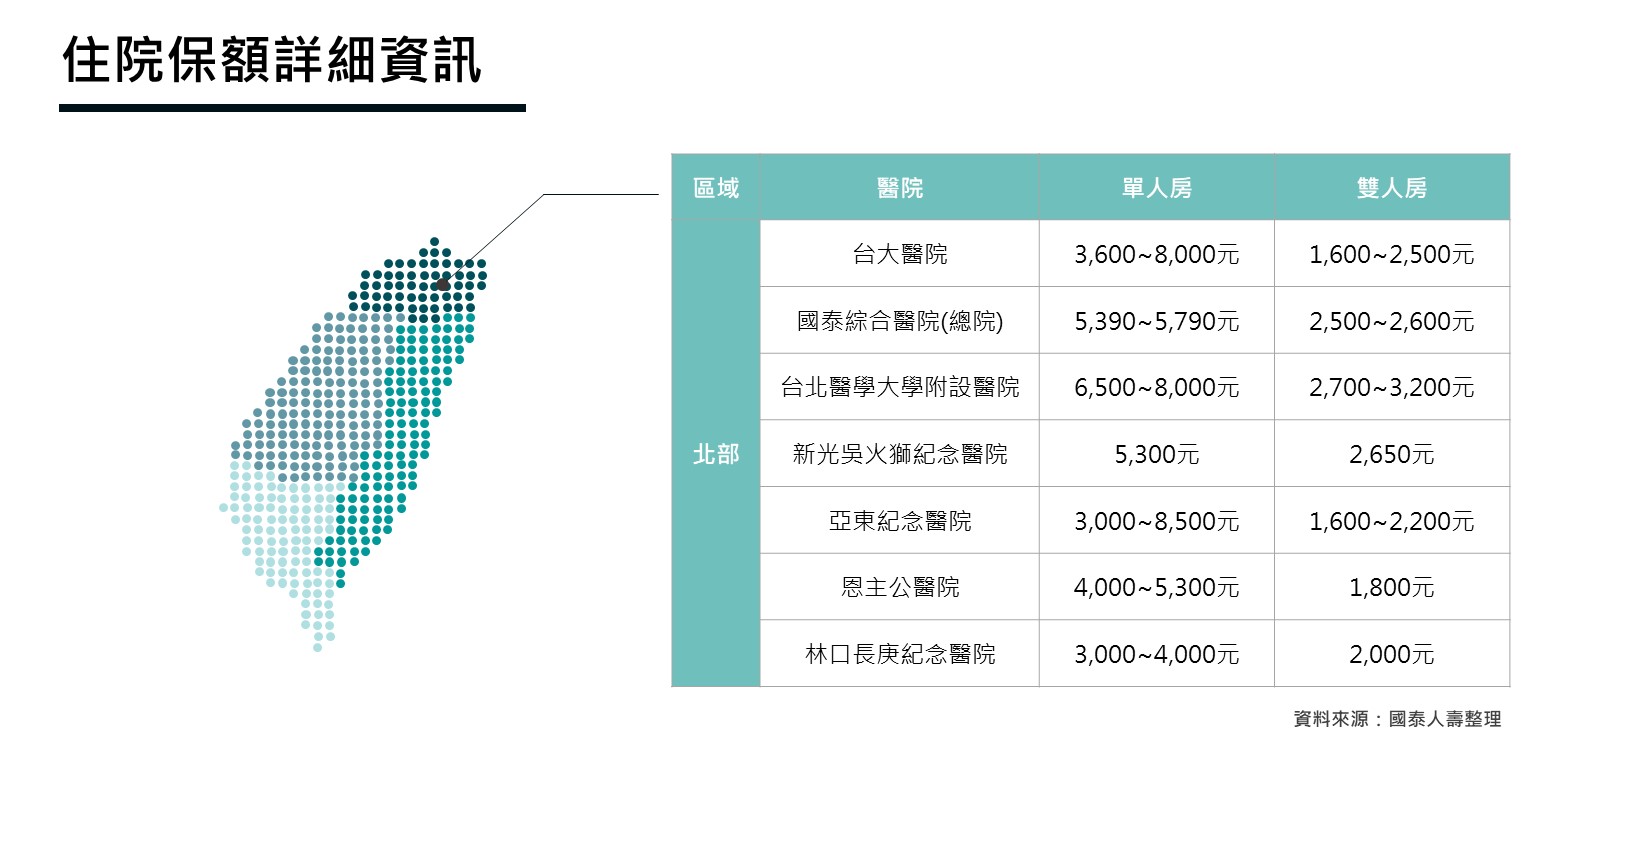 住院保額詳細資訊
區域 醫院 單人房 雙人房
北部
台大醫院 3,600~8,000元 1,600~2,500元
國泰綜合醫院(總院) 5,390~5,790元 2,500~2,600元
台北醫學大學附設醫院 6,500~8,000元 2,700~3,200元
新光吳火獅紀念醫院 5,300元 2,650元
亞東紀念醫院 3,000~8,500元 1,600~2,200元
恩主公醫院 4,000~5,300元 1,800元
林口長庚紀念醫院 3,000~4,000元 2,000元
資料來源：國泰人壽整理